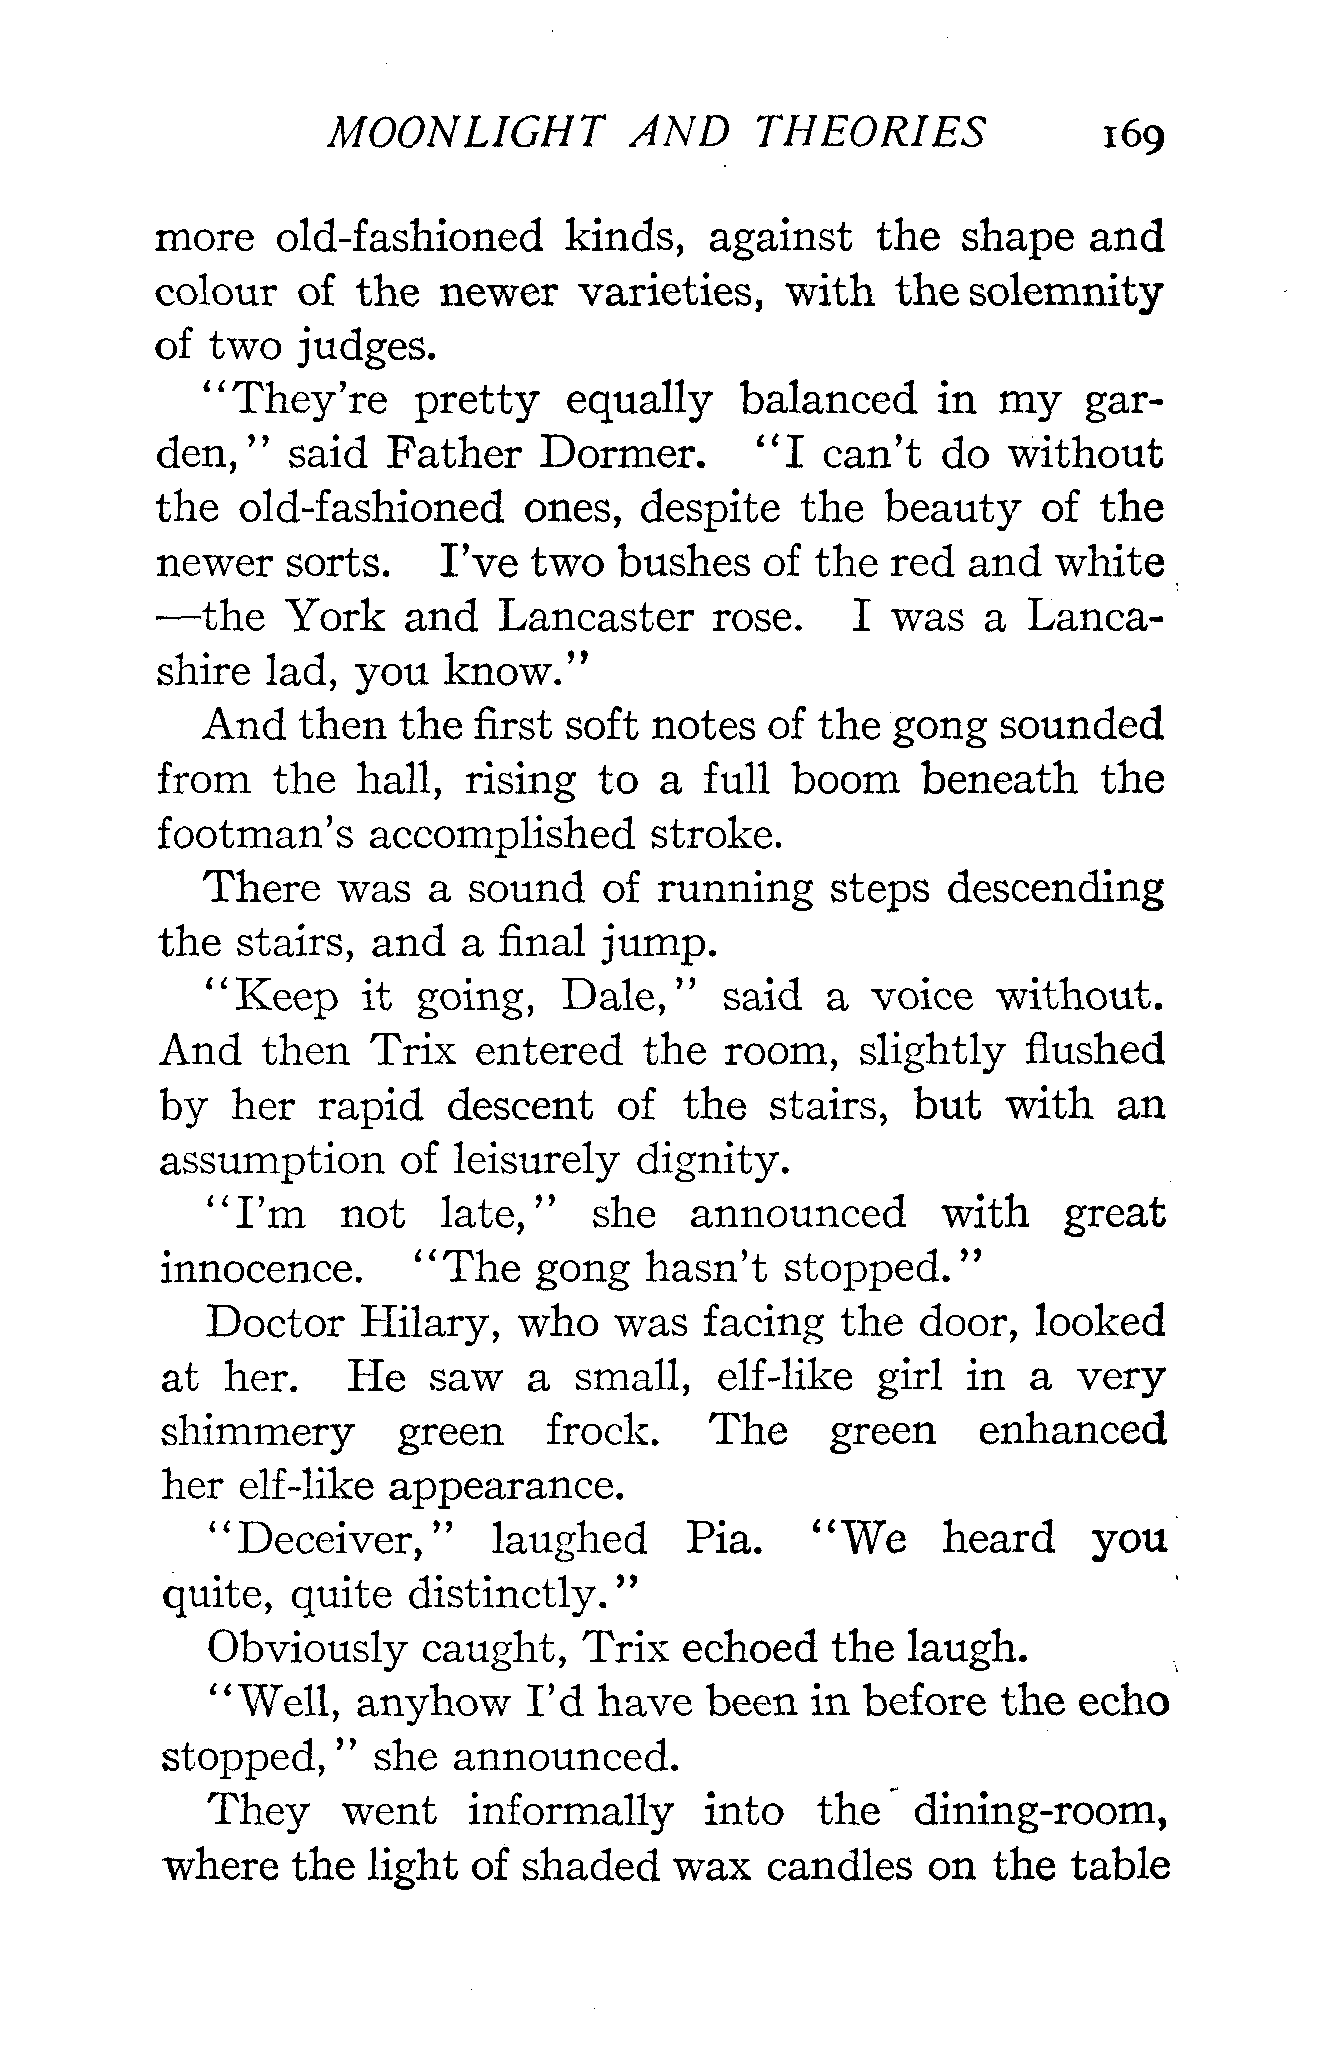 MOONLIGHT AND THEORIES 169
more old-fashioned kinds, against the shape and
colour of the newer varieties, with the solemnity
of two judges.
"They're pretty equally balanced in my gar-
den," said Father Dormer. "I can't do without
the old-fashioned ones, despite the beauty of the
newer sorts. I've two bushes of the red and white
—the York and Lancaster rose. I was a Lanca-
shire lad, you know."
And then the first soft notes of the gong sounded
from the hall, rising to a full boom beneath the
footman's accomplished stroke.
There was a sound of running steps descending
the stairs, and a final jump.
"Keep it going, Dale," said a voice without.
And then Trix entered the room, slightly flushed
by her rapid descent of the stairs, but with an
assumption of leisurely dignity.
"I'm not late," she announced with great
innocence. "The gong hasn't stopped."
Doctor Hilary, who was facing the door, looked
at her. He saw a small, elf-like girl in a very
shimmery green frock. The green enhanced
her elf-like appearance.
"Deceiver," laughed Pia. "We heard you
quite, quite distinctly."
Obviously caught, Trix echoed the laugh.
"Well, anyhow I'd have been in before the echo
stopped," she announced.
They went informally into the dining-room,
where the light of shaded wax candles on the table